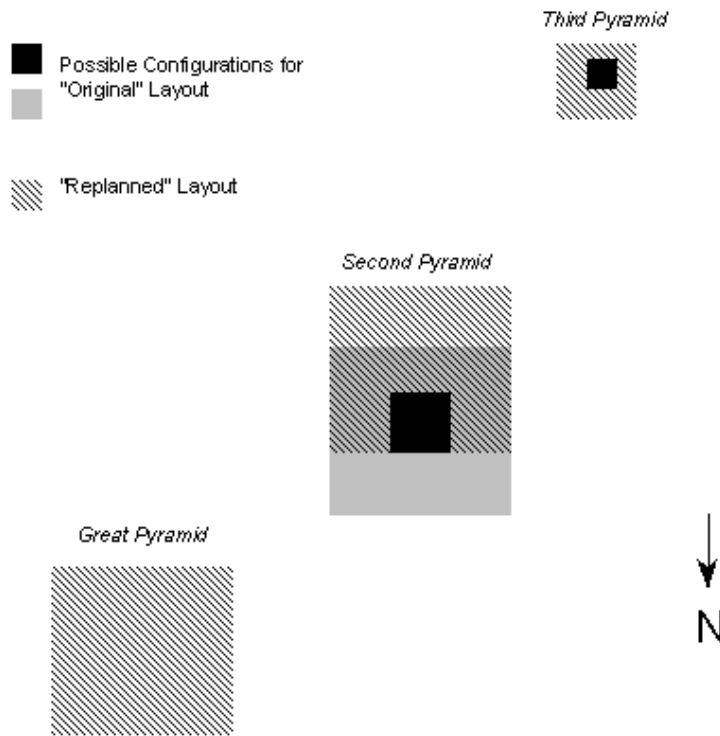 Third Pyramid
Possible Configurations for
"Original" Layout
"Replanned" Layout
Second Pyramid
Great Pyramid
N